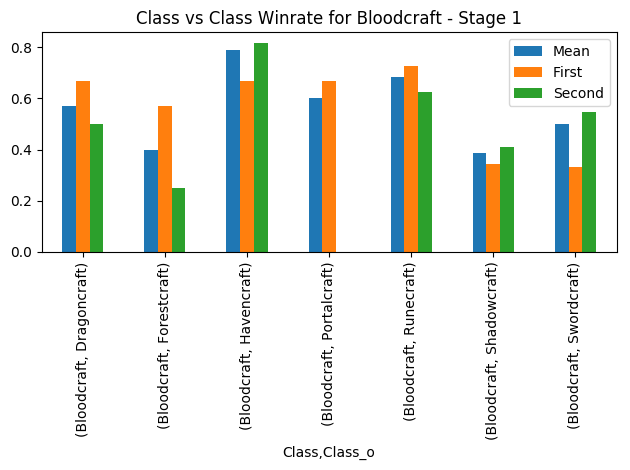 Class vs Class Winrate for Bloodcraft - Stage 1
Mean
First
Second
0.8
0.6
0.4
0.2
0.0
(Bloodcraft, Dragoncraft)
(Bloodcraft, Forestcraft)
(Bloodcraft, Havencraft)
(Bloodcraft, Portalcraft)
(Bloodcraft, Runecraft)
(Bloodcraft, Shadowcraft)
(Bloodcraft, Swordcraft)
Class,Class_o